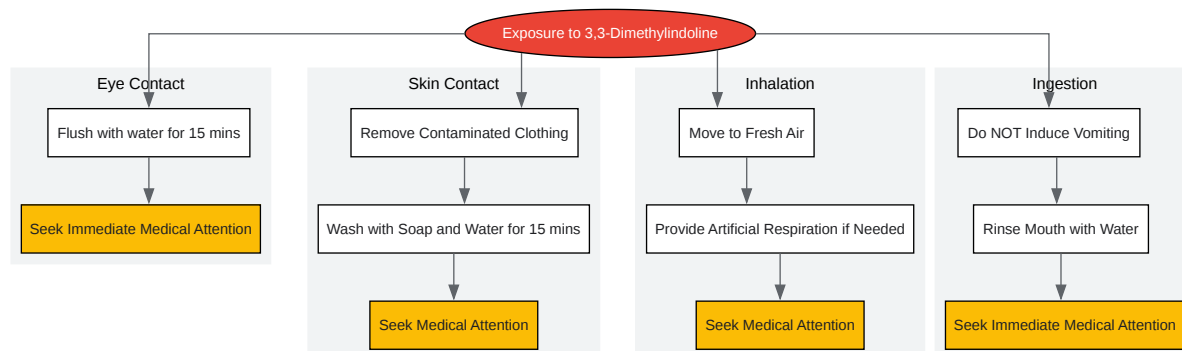 Exposure to 3,3-Dimethylindoline
Eye Contact
Flush with water for 15 mins
Seek Immediate Medical Attention
Skin Contact
Remove Contaminated Clothing
Wash with Soap and Water for 15 mins
Seek Medical Attention
Inhalation
Move to Fresh Air
Provide Artificial Respiration if Needed
Seek Medical Attention
Ingestion
Do NOT Induce Vomiting
Rinse Mouth with Water
Seek Immediate Medical Attention